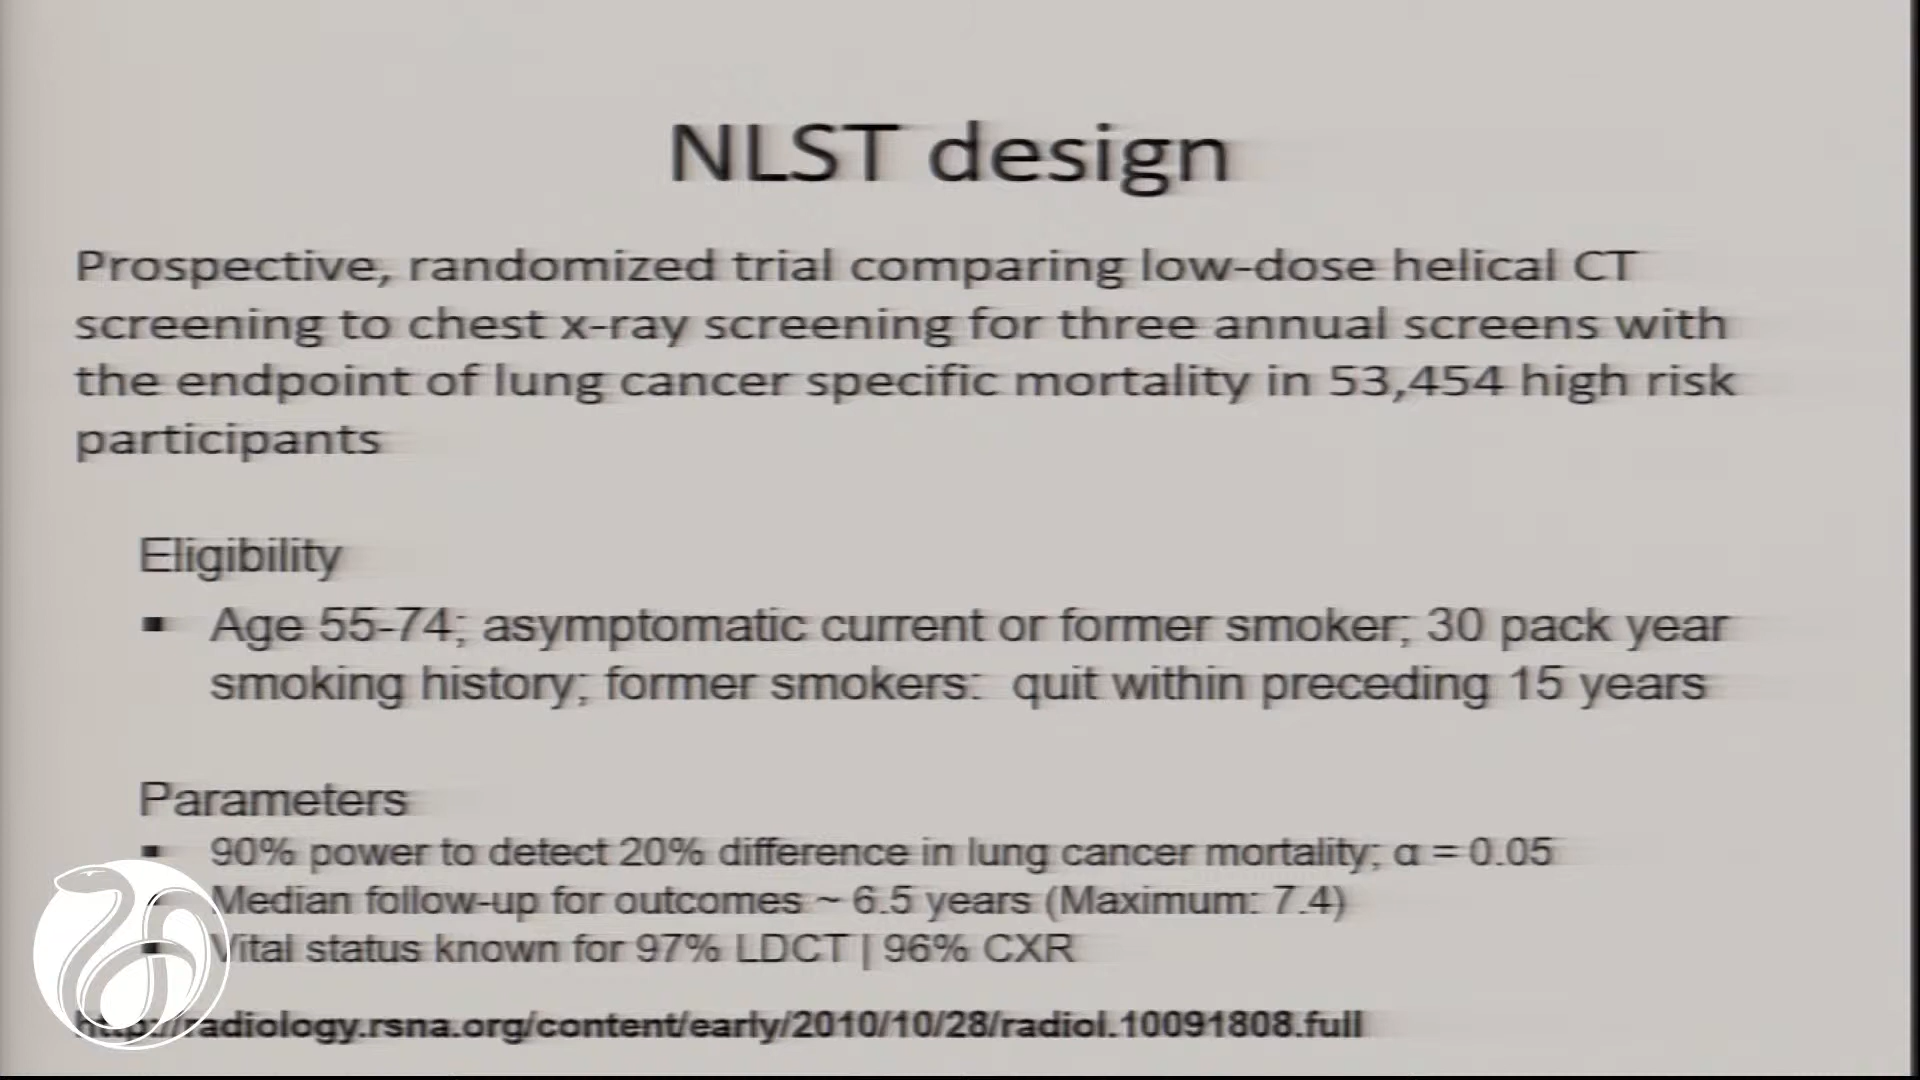 NLST design
Prospective, randomized trial comparing low-dose helical CT
screening to chest x-ray screening for three annual screens with
the endpoint of lung cancer specific mortality in 53,454 high risk
participants
Eligibility
▪ Age 55-74; asymptomatic current or former smoker; 30 pack year
smoking history; former smokers: quit within preceding 15 years
Parameters
▪ 90% power to detect 20% difference in lung cancer mortality; α = 0.05
▪ Median follow-up for outcomes ~ 6.5 years (Maximum: 7.4)
▪ Vital status known for 97% LDCT | 96% CXR
http://radiology.rsna.org/content/early/2010/10/28/radiol.10091808.full